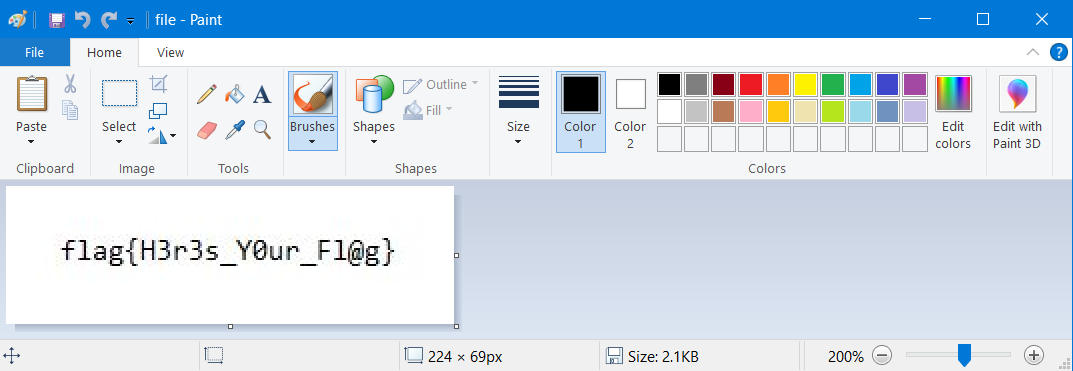 file - Paint
File Home View
Paste
Select
Brushes
Shapes
Outline
Fill
Size
Color 1
Color 2
Edit colors
Edit with Paint 3D
Clipboard Image Tools Shapes Colors
flag{H3r3s_Y0ur_Fl@g}
224 × 69px Size: 2.1KB 200%